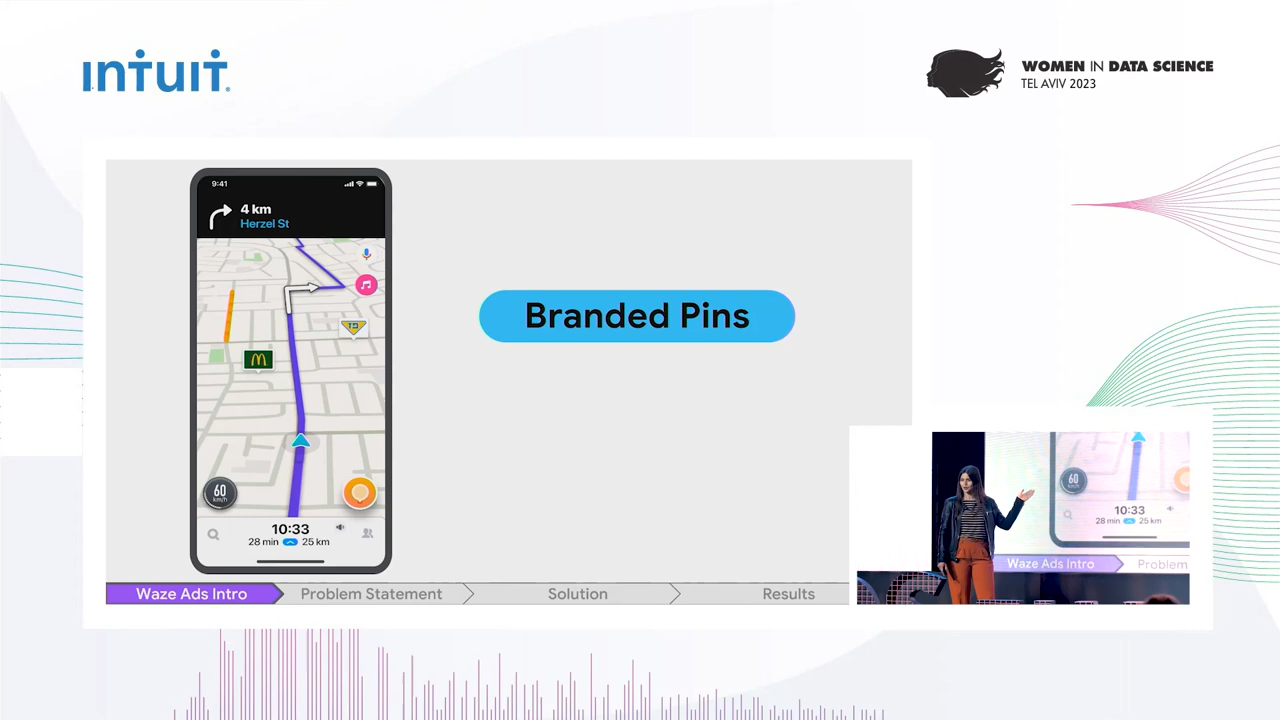 INTUIT
WOMEN IN DATA SCIENCE
TEL AVIV 2023
9:41
4 km
Herzel St
Branded Pins
60
km/h
10:33
28 min 25 km
Waze Ads Intro
Problem Statement
Solution
Results
60
km/h
10:33
28 min 25 km
Waze Ads Intro
Problem